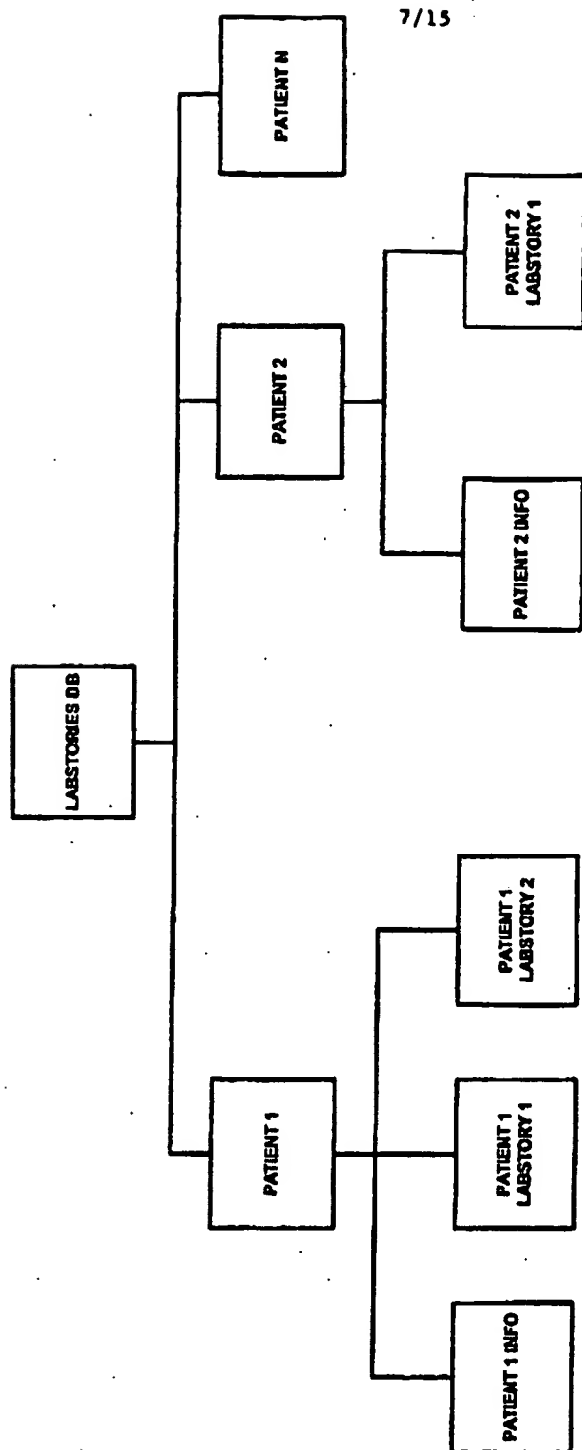 7/15
LABSTORIES DB
PATIENT 1
PATIENT 2
PATIENT N
PATIENT 1 INFO
PATIENT 1
LABSTORY 1
PATIENT 1
LABSTORY 2
PATIENT 2 INFO
PATIENT 2
LABSTORY 1